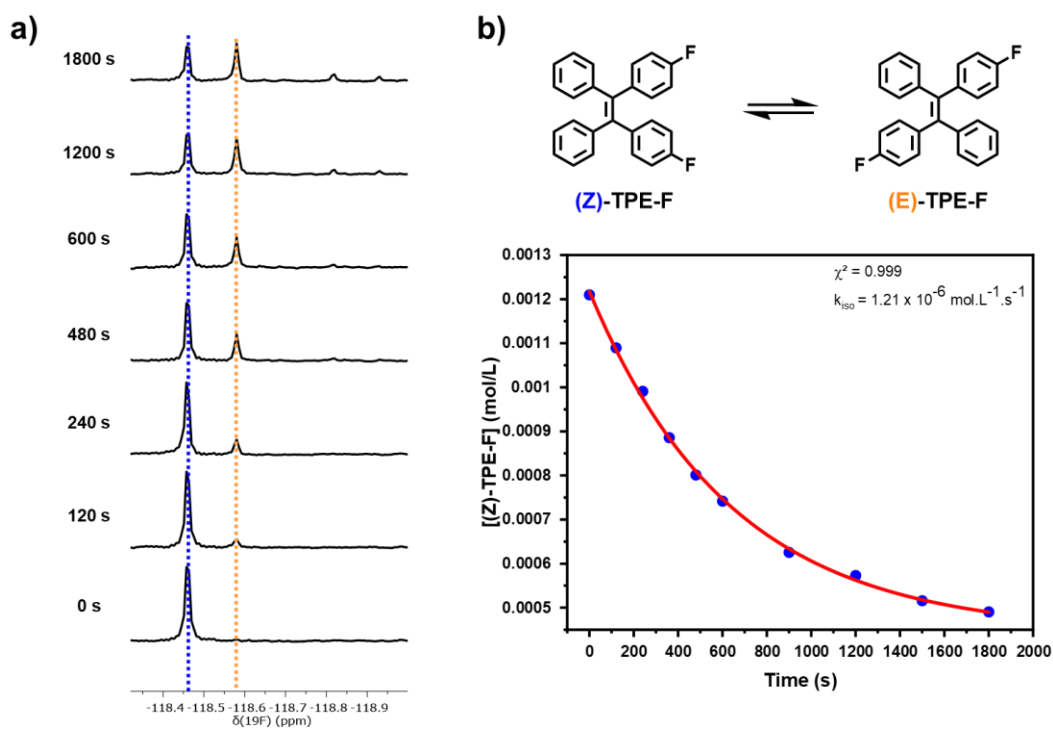 a)
1800 s
1200 s
600 s
480 s
240 s
120 s
0 s
-118.4 -118.5 -118.6 -118.7 -118.8 -118.9
δ(19F) (ppm)
b)
F
F
F
F
(Z)-TPE-F
(E)-TPE-F
χ² = 0.999
k_iso = 1.21 x 10⁻⁶ mol.L⁻¹.s⁻¹
[(Z)-TPE-F] (mol/L)
0.0013
0.0012
0.0011
0.001
0.0009
0.0008
0.0007
0.0006
0.0005
0 200 400 600 800 1000 1200 1400 1600 1800 2000
Time (s)